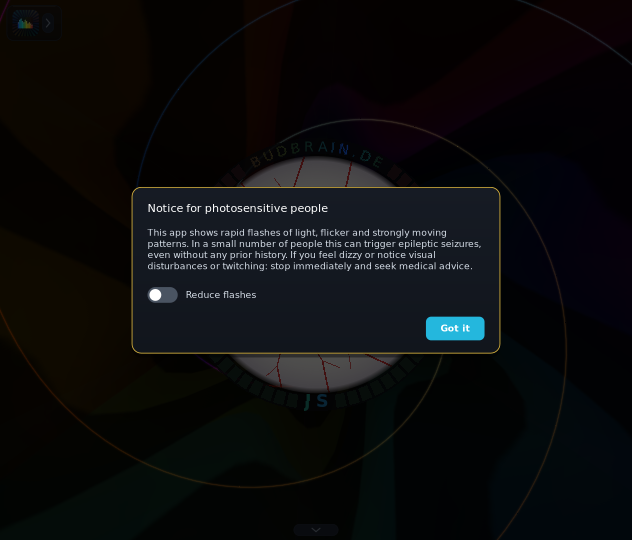 BUDBRAIN.DE
Notice for photosensitive people
This app shows rapid flashes of light, flicker and strongly moving
patterns. In a small number of people this can trigger epileptic seizures,
even without any prior history. If you feel dizzy or notice visual
disturbances or twitching: stop immediately and seek medical advice.
Reduce flashes
Got it